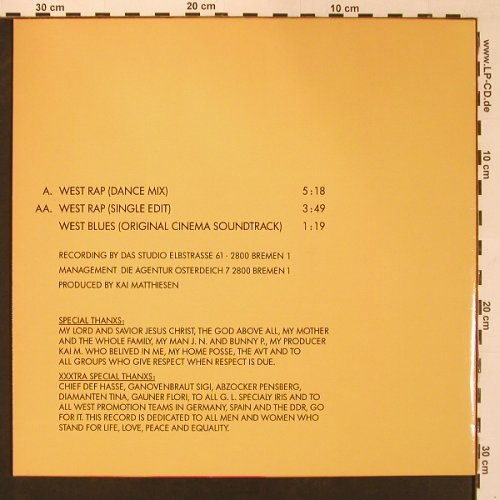 30 cm
20 cm
10 cm
www.LP-CD.de
10 cm
20 cm
30 cm
A. WEST RAP (DANCE MIX) 5:18
AA. WEST RAP (SINGLE EDIT) 3:49
WEST BLUES (ORIGINAL CINEMA SOUNDTRACK) 1:19
RECORDING BY DAS STUDIO ELBSTRASSE 61 · 2800 BREMEN 1
MANAGEMENT DIE AGENTUR OSTERDEICH 7 2800 BREMEN 1
PRODUCED BY KAI MATTHIESEN
SPECIAL THANXS:
MY LORD AND SAVIOR JESUS CHRIST, THE GOD ABOVE ALL, MY MOTHER
AND THE WHOLE FAMILY, MY MAN J. N. AND BUNNY P., MY PRODUCER
KAI M. WHO BELIVED IN ME, MY HOME POSSE, THE AVT AND TO
ALL GROUPS WHO GIVE RESPECT WHEN RESPECT IS DUE.
XXXTRA SPECIAL THANXS:
CHIEF DEF HASSE, GANOVENBRAUT SIGI, ABZOCKER PENSBERG,
DIAMANTEN TINA, GAUNER FLORI, TO ALL G. L. SPECIALY IRIS AND TO
ALL WEST PROMOTION TEAMS IN GERMANY, SPAIN AND THE DDR, GO
FOR IT. THIS RECORD IS DEDICATED TO ALL MEN AND WOMEN WHO
STAND FOR LIFE, LOVE, PEACE AND EQUALITY.